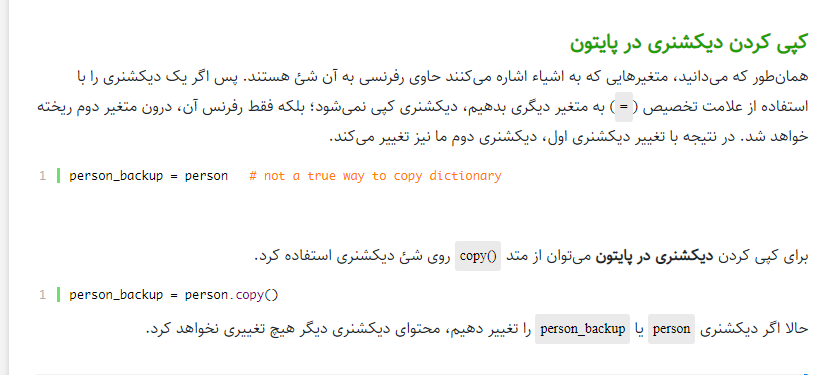 کپی کردن دیکشنری در پایتون
همان‌طور که می‌دانید، متغیرهایی که به اشیاء اشاره می‌کنند حاوی رفرنسی به آن شئ هستند. پس اگر یک دیکشنری را با
استفاده از علامت تخصیص ( = ) به متغیر دیگری بدهیم، دیکشنری کپی نمی‌شود؛ بلکه فقط رفرنس آن، درون متغیر دوم ریخته
خواهد شد. در نتیجه با تغییر دیکشنری اول، دیکشنری دوم ما نیز تغییر می‌کند.
1 person_backup = person   # not a true way to copy dictionary
برای کپی کردن دیکشنری در پایتون می‌توان از متد copy() روی شئ دیکشنری استفاده کرد.
1 person_backup = person.copy()
حالا اگر دیکشنری person یا person_backup را تغییر دهیم، محتوای دیکشنری دیگر هیچ تغییری نخواهد کرد.